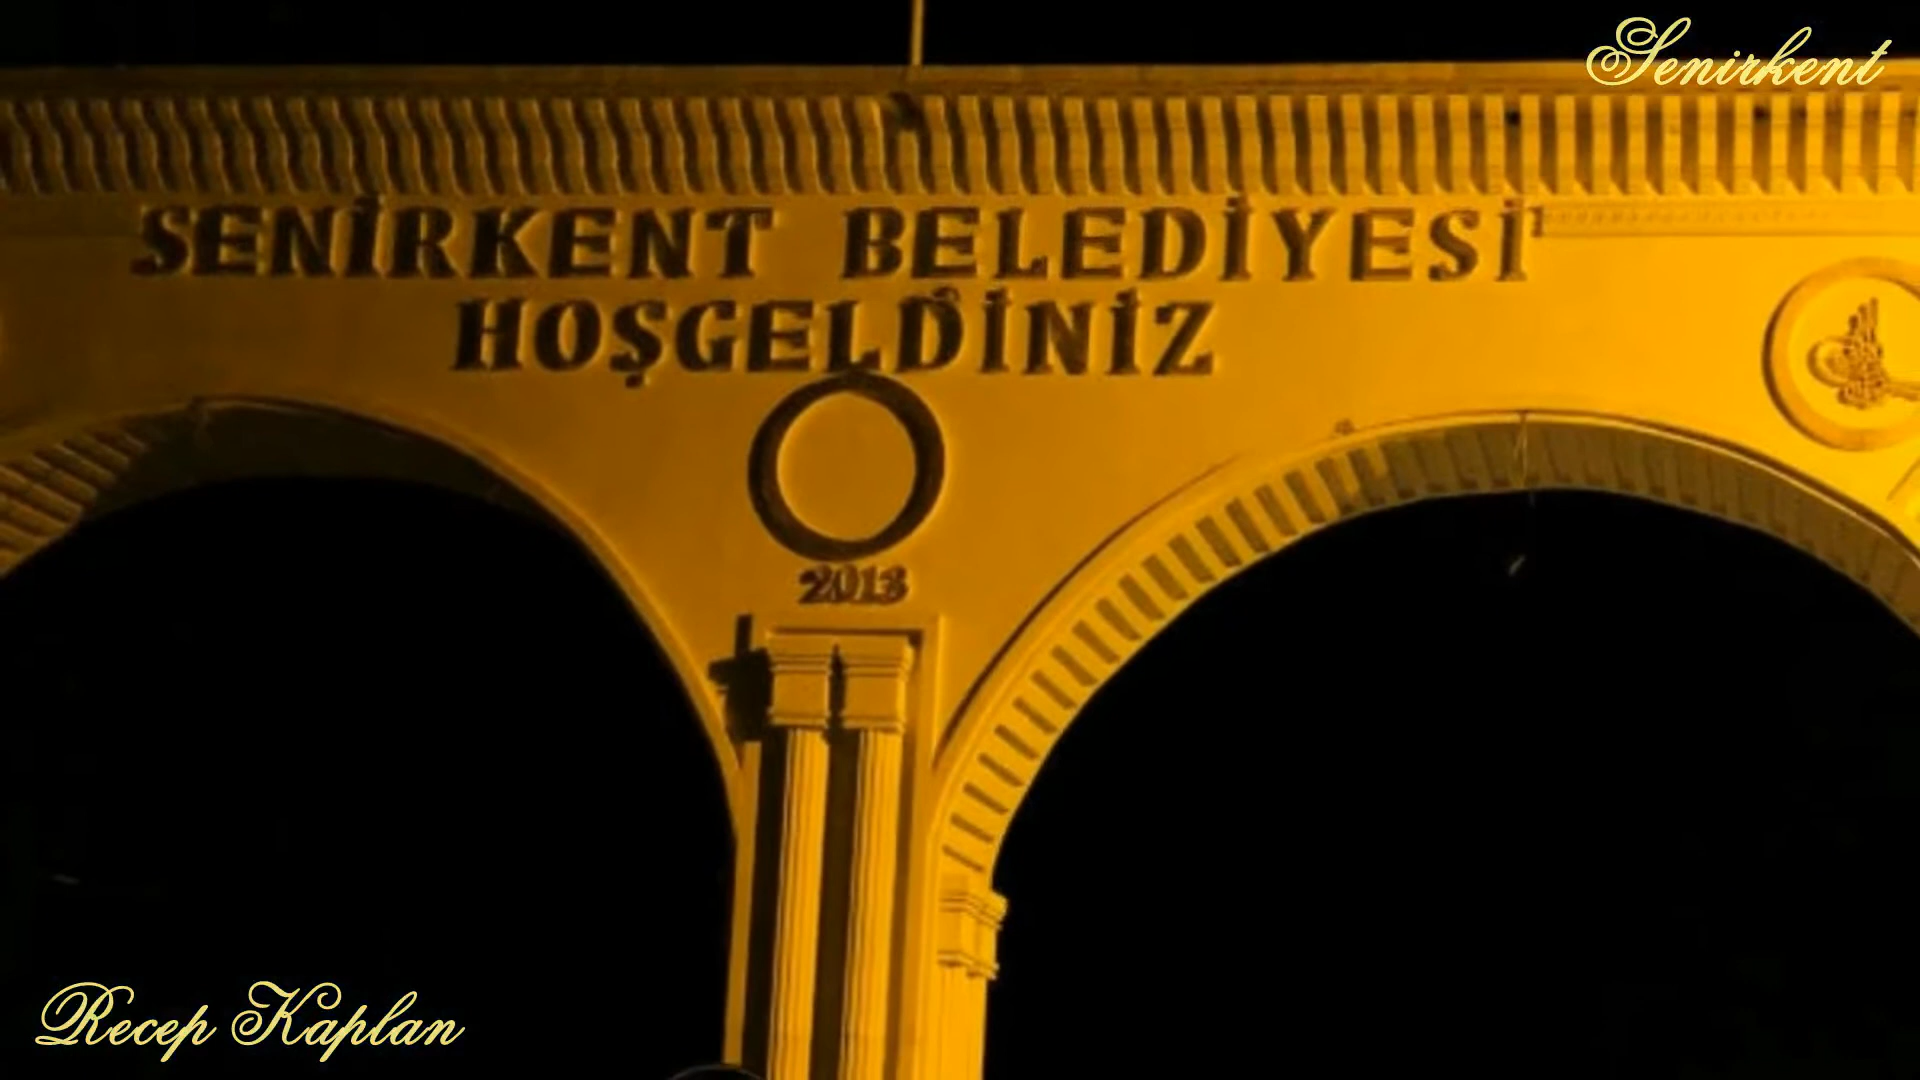 Senirkent
SENİRKENT BELEDİYESİ
HOŞGELDİNİZ
2013
Recep Kaplan